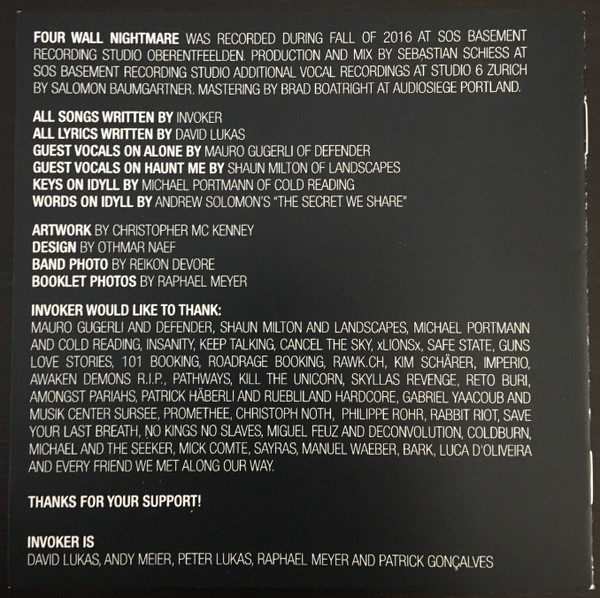 FOUR WALL NIGHTMARE WAS RECORDED DURING FALL OF 2016 AT SOS BASEMENT
RECORDING STUDIO OBERENTFEELDEN. PRODUCTION AND MIX BY SEBASTIAN SCHIESS AT
SOS BASEMENT RECORDING STUDIO ADDITIONAL VOCAL RECORDINGS AT STUDIO 6 ZURICH
BY SALOMON BAUMGARTNER. MASTERING BY BRAD BOATRIGHT AT AUDIOSIEGE PORTLAND.
ALL SONGS WRITTEN BY INVOKER
ALL LYRICS WRITTEN BY DAVID LUKAS
GUEST VOCALS ON ALONE BY MAURO GUGERLI OF DEFENDER
GUEST VOCALS ON HAUNT ME BY SHAUN MILTON OF LANDSCAPES
KEYS ON IDYLL BY MICHAEL PORTMANN OF COLD READING
WORDS ON IDYLL BY ANDREW SOLOMON'S "THE SECRET WE SHARE"
ARTWORK BY CHRISTOPHER MC KENNEY
DESIGN BY OTHMAR NAEF
BAND PHOTO BY REIKON DEVORE
BOOKLET PHOTOS BY RAPHAEL MEYER
INVOKER WOULD LIKE TO THANK:
MAURO GUGERLI AND DEFENDER, SHAUN MILTON AND LANDSCAPES, MICHAEL PORTMANN
AND COLD READING, INSANITY, KEEP TALKING, CANCEL THE SKY, xLIONSx, SAFE STATE, GUNS
LOVE STORIES, 101 BOOKING, ROADRAGE BOOKING, RAWK.CH, KIM SCHÄRER, IMPERIO,
AWAKEN DEMONS R.I.P., PATHWAYS, KILL THE UNICORN, SKYLLAS REVENGE, RETO BURI,
AMONGST PARIAHS, PATRICK HÄBERLI AND RUEBLILAND HARDCORE, GABRIEL YAACOUB AND
MUSIK CENTER SURSEE, PROMETHEE, CHRISTOPH NOTH, PHILIPPE ROHR, RABBIT RIOT, SAVE
YOUR LAST BREATH, NO KINGS NO SLAVES, MIGUEL FEUZ AND DECONVOLUTION, COLDBURN,
MICHAEL AND THE SEEKER, MICK COMTE, SAYRAS, MANUEL WAEBER, BARK, LUCA D'OLIVEIRA
AND EVERY FRIEND WE MET ALONG OUR WAY.
THANKS FOR YOUR SUPPORT!
INVOKER IS
DAVID LUKAS, ANDY MEIER, PETER LUKAS, RAPHAEL MEYER AND PATRICK GONÇALVES